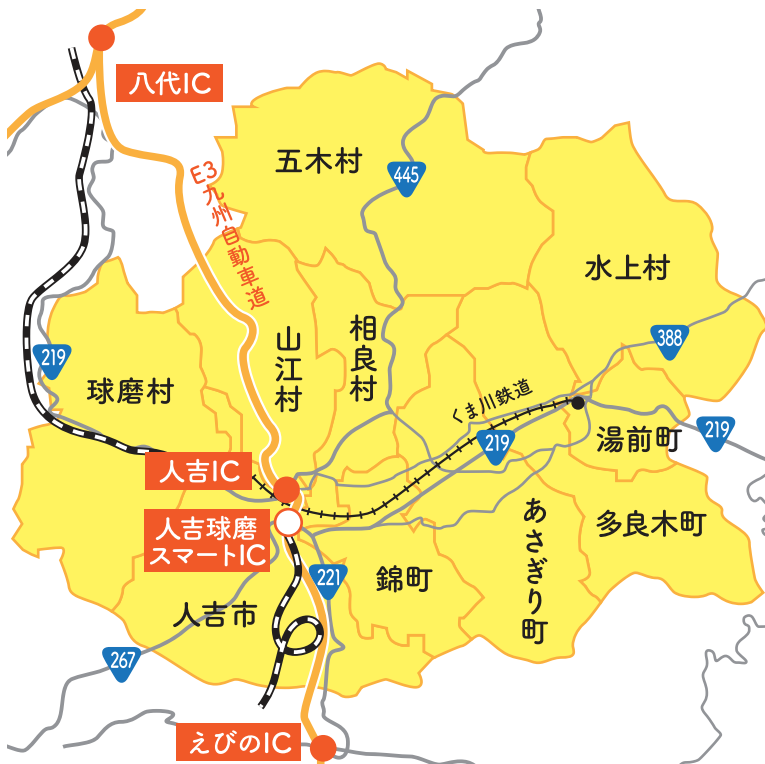 八代IC
五木村
445
E3
九州自動車道
水上村
388
219
山江村
相良村
球磨村
くま川鉄道
219
湯前町
219
人吉IC
人吉球磨
スマートIC
あさぎり町
多良木町
221
錦町
人吉市
267
えびのIC